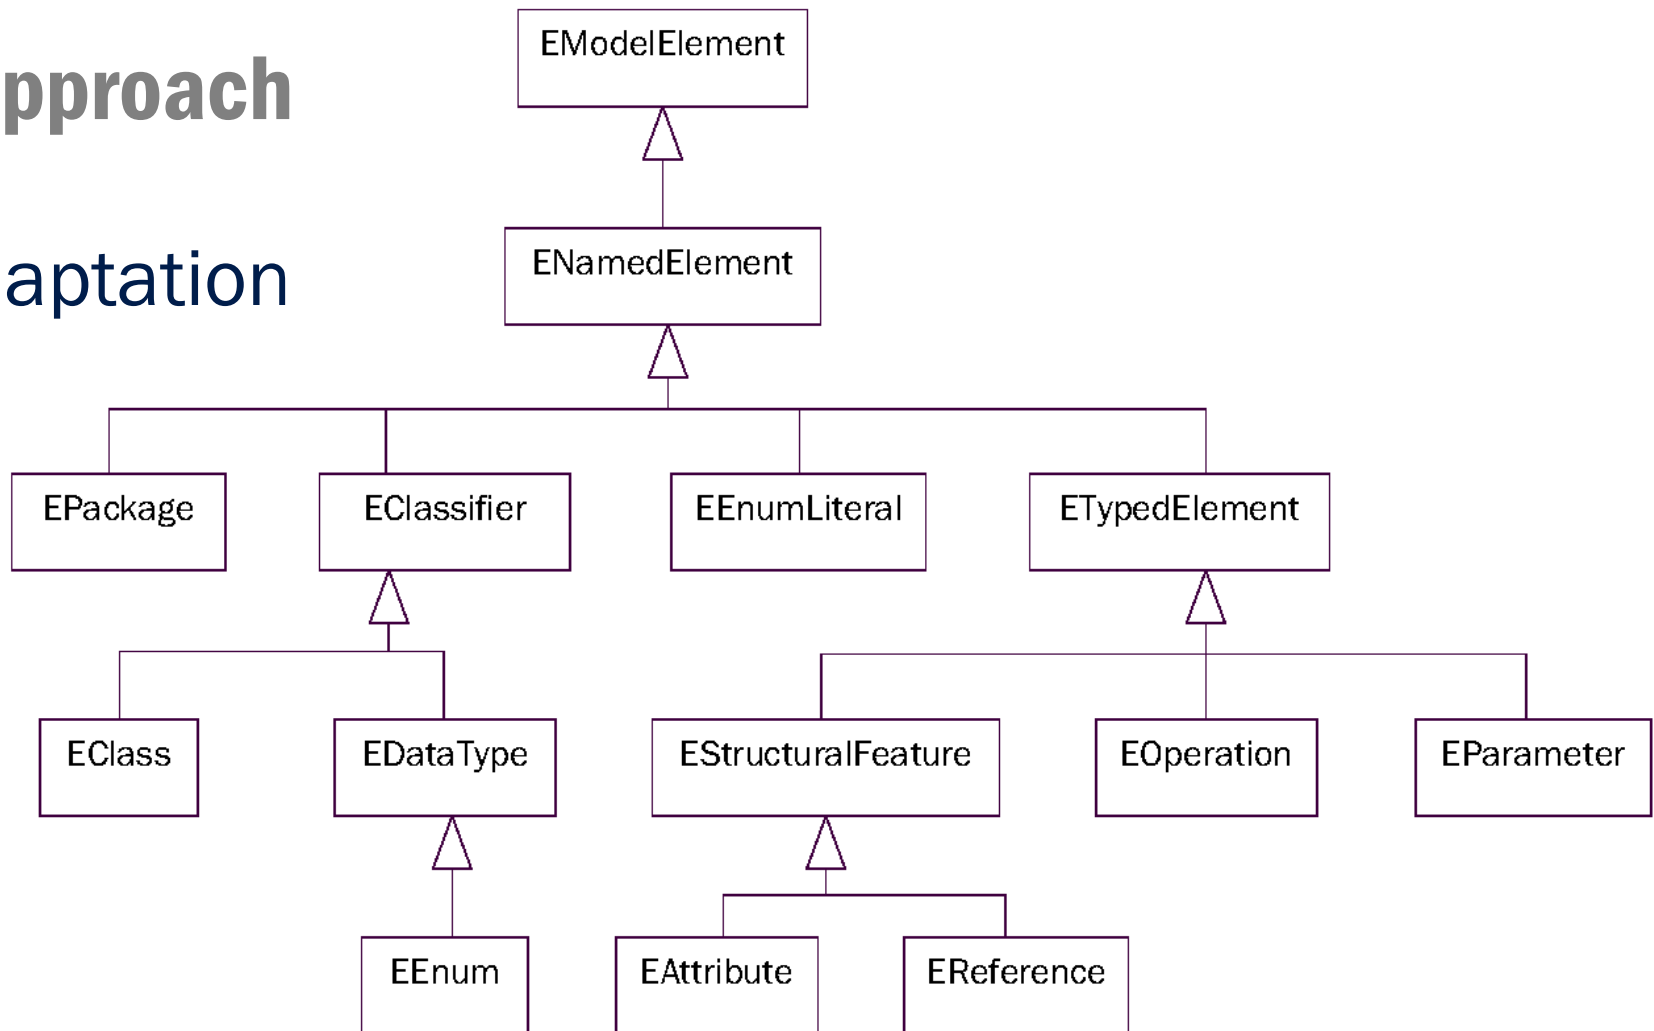 pproach
aptation
EModelElement
ENamedElement
EPackage
EClassifier
EEnumLiteral
ETypedElement
EClass
EDataType
EStructuralFeature
EOperation
EParameter
EEnum
EAttribute
EReference